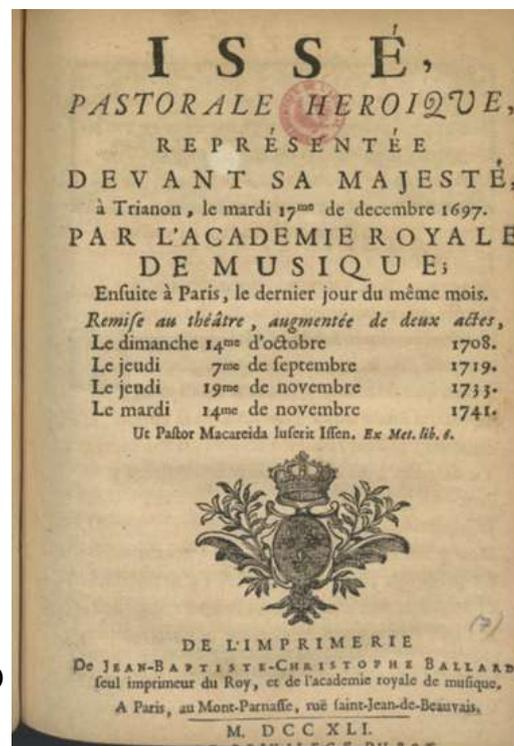 ISSÉ,
PASTORALE HEROIQUE,
REPRÉSENTÉE
DEVANT SA MAJESTÉ,
à Trianon, le mardi 17me de decembre 1697.
PAR L'ACADEMIE ROYALE
DE MUSIQUE;
Ensuite à Paris, le dernier jour du même mois.
Remise au théâtre, augmentée de deux actes,
Le dimanche 14me d'octobre 1708.
Le jeudi 7me de septembre 1719.
Le jeudi 19me de novembre 1733.
Le mardi 14me de novembre 1741.
Ut Pastor Macareida luserit Issen. Ex Met. lib. 6.
(7)
DE L'IMPRIMERIE
De JEAN-BAPTISTE-CHRISTOPHE BALLARD
seul imprimeur du Roy, et de l'academie royale de musique.
A Paris, au Mont-Parnasse, ruë saint-Jean-de-Beauvais.
M. DCC XLI.